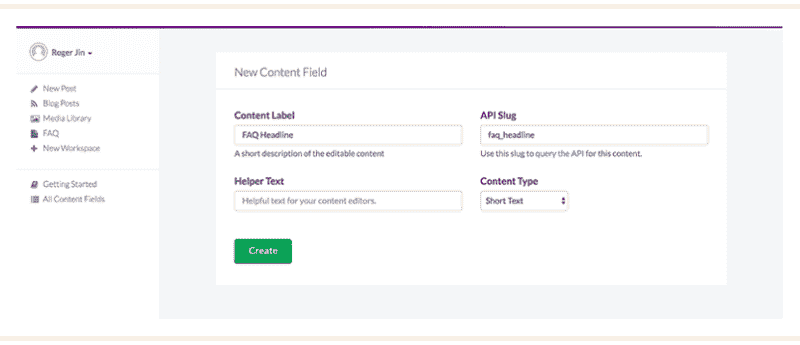 Roger Jin
New Post
Blog Posts
Media Library
FAQ
New Workspace
Getting Started
All Content Fields
New Content Field
Content Label
FAQ Headline
A short description of the editable content
API Slug
faq_headline
Use this slug to query the API for this content.
Helper Text
Helpful text for your content editors.
Content Type
Short Text
Create